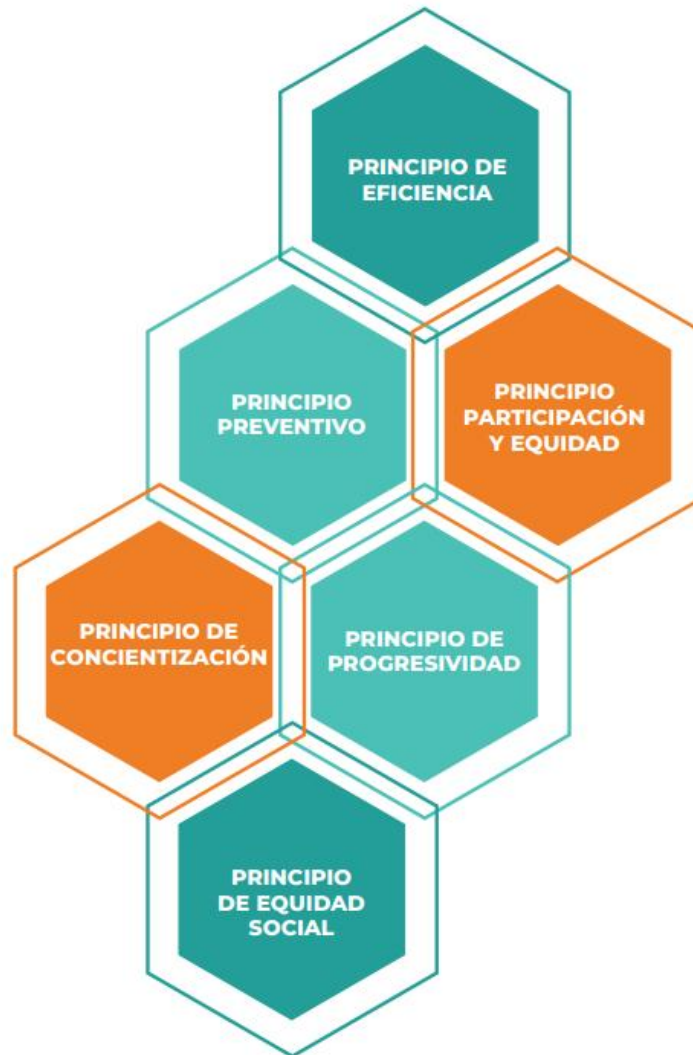 PRINCIPIO DE
EFICIENCIA
PRINCIPIO
PREVENTIVO
PRINCIPIO
PARTICIPACIÓN
Y EQUIDAD
PRINCIPIO DE
CONCIENTIZACIÓN
PRINCIPIO DE
PROGRESIVIDAD
PRINCIPIO
DE EQUIDAD
SOCIAL